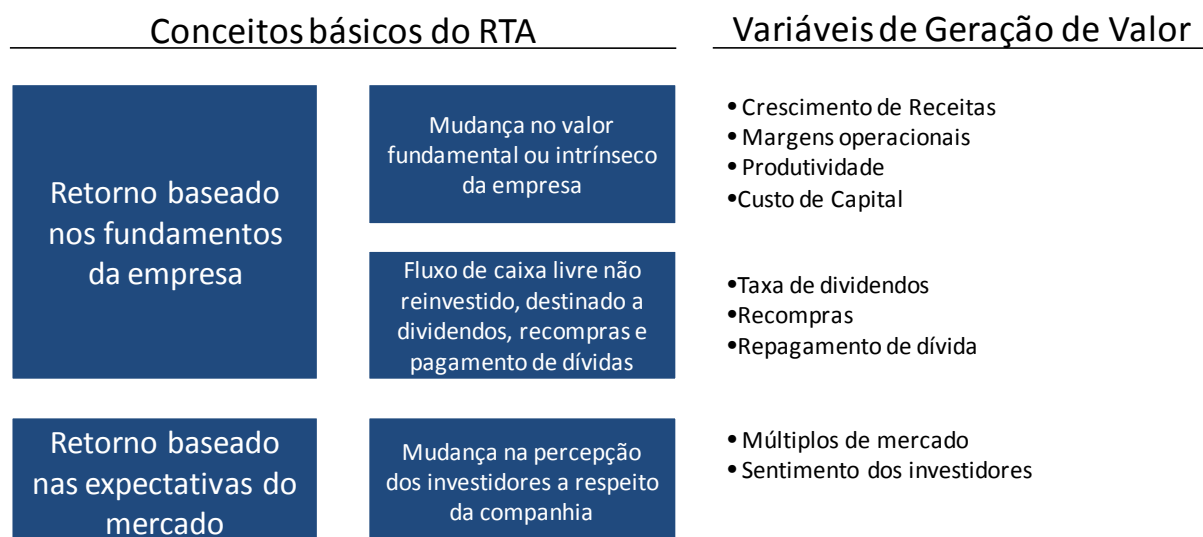 Conceitos básicos do RTA
Variáveis de Geração de Valor
Retorno baseado
nos fundamentos
da empresa
Mudança no valor
fundamental ou intrínseco
da empresa
• Crescimento de Receitas
• Margens operacionais
• Produtividade
•Custo de Capital
Fluxo de caixa livre não
reinvestido, destinado a
dividendos, recompras e
pagamento de dívidas
•Taxa de dividendos
•Recompras
•Repagamento de dívida
Retorno baseado
nas expectativas do
mercado
Mudança na percepção
dos investidores a respeito
da companhia
• Múltiplos de mercado
• Sentimento dos investidores